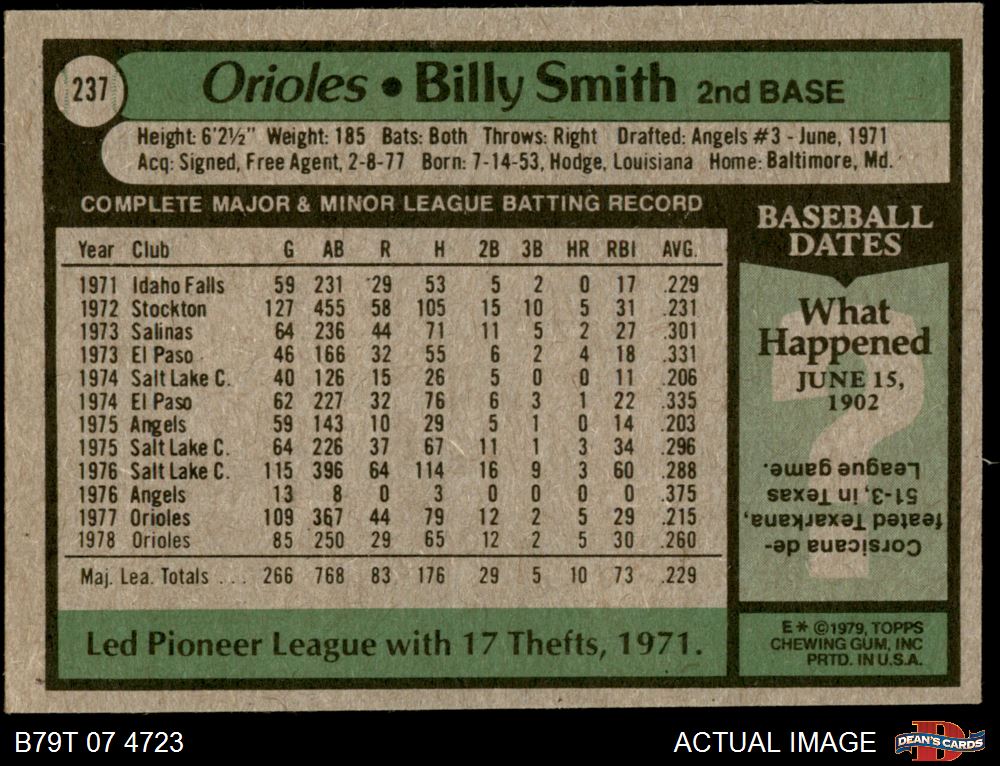 237
Orioles • Billy Smith 2nd BASE
Height: 6'2½" Weight: 185 Bats: Both Throws: Right Drafted: Angels #3 - June, 1971
Acq: Signed, Free Agent, 2-8-77 Born: 7-14-53, Hodge, Louisiana Home: Baltimore, Md.
COMPLETE MAJOR & MINOR LEAGUE BATTING RECORD
Year Club G AB R H 2B 3B HR RBI AVG.
1971 Idaho Falls 59 231 29 53 5 2 0 17 .229
1972 Stockton 127 455 58 105 15 10 5 31 .231
1973 Salinas 64 236 44 71 11 5 2 27 .301
1973 El Paso 46 166 32 55 6 2 4 18 .331
1974 Salt Lake C. 40 126 15 26 5 0 0 11 .206
1974 El Paso 62 227 32 76 6 3 1 22 .335
1975 Angels 59 143 10 29 5 1 0 14 .203
1975 Salt Lake C. 64 226 37 67 11 1 3 34 .296
1976 Salt Lake C. 115 396 64 114 16 9 3 60 .288
1976 Angels 13 8 0 3 0 0 0 0 .375
1977 Orioles 109 367 44 79 12 2 5 29 .215
1978 Orioles 85 250 29 65 12 2 5 30 .260
Maj. Lea. Totals . . . 266 768 83 176 29 5 10 73 .229
Led Pioneer League with 17 Thefts, 1971.
BASEBALL
DATES
What
Happened
JUNE 15,
1902
?
Corsicana de-
feated Texarkana,
51-3, in Texas
League game.
E * ©1979, TOPPS
CHEWING GUM, INC
PRTD. IN U.S.A.
B79T 07 4723
ACTUAL IMAGE
D
DEAN'S CARDS